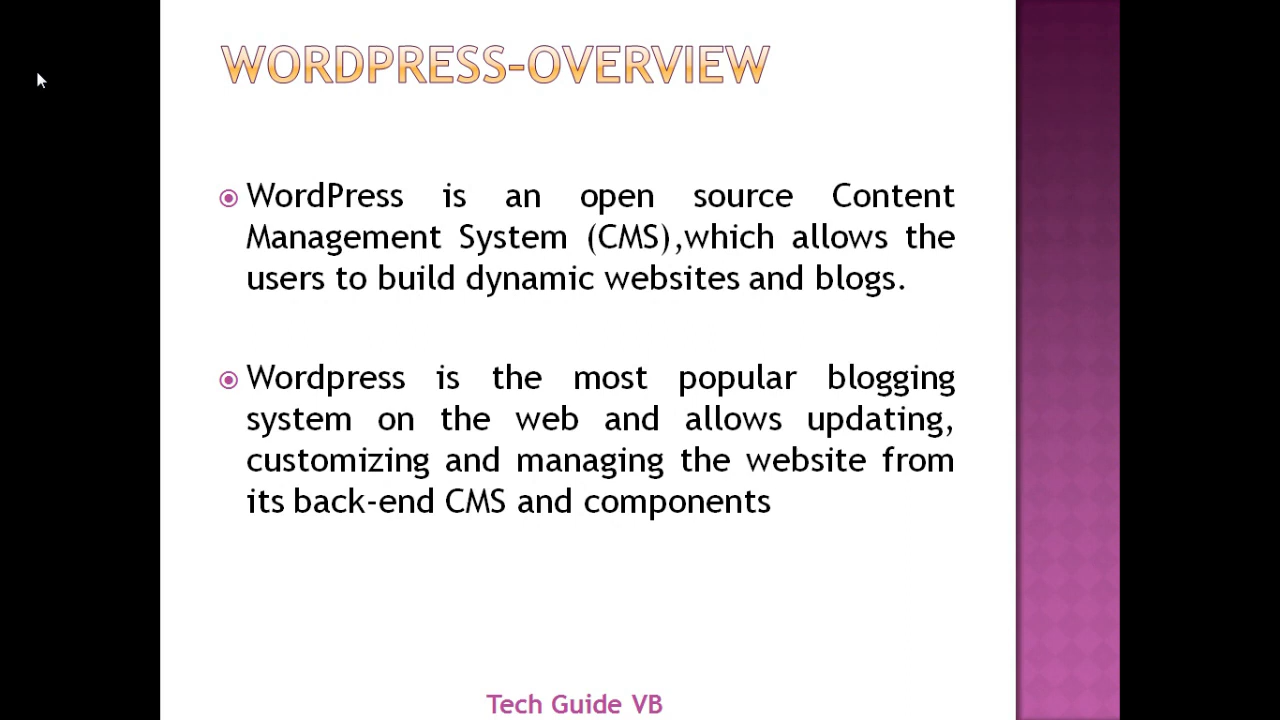 WORDPRESS-OVERVIEW
WordPress is an open source Content
Management System (CMS),which allows the
users to build dynamic websites and blogs.
Wordpress is the most popular blogging
system on the web and allows updating,
customizing and managing the website from
its back-end CMS and components
Tech Guide VB